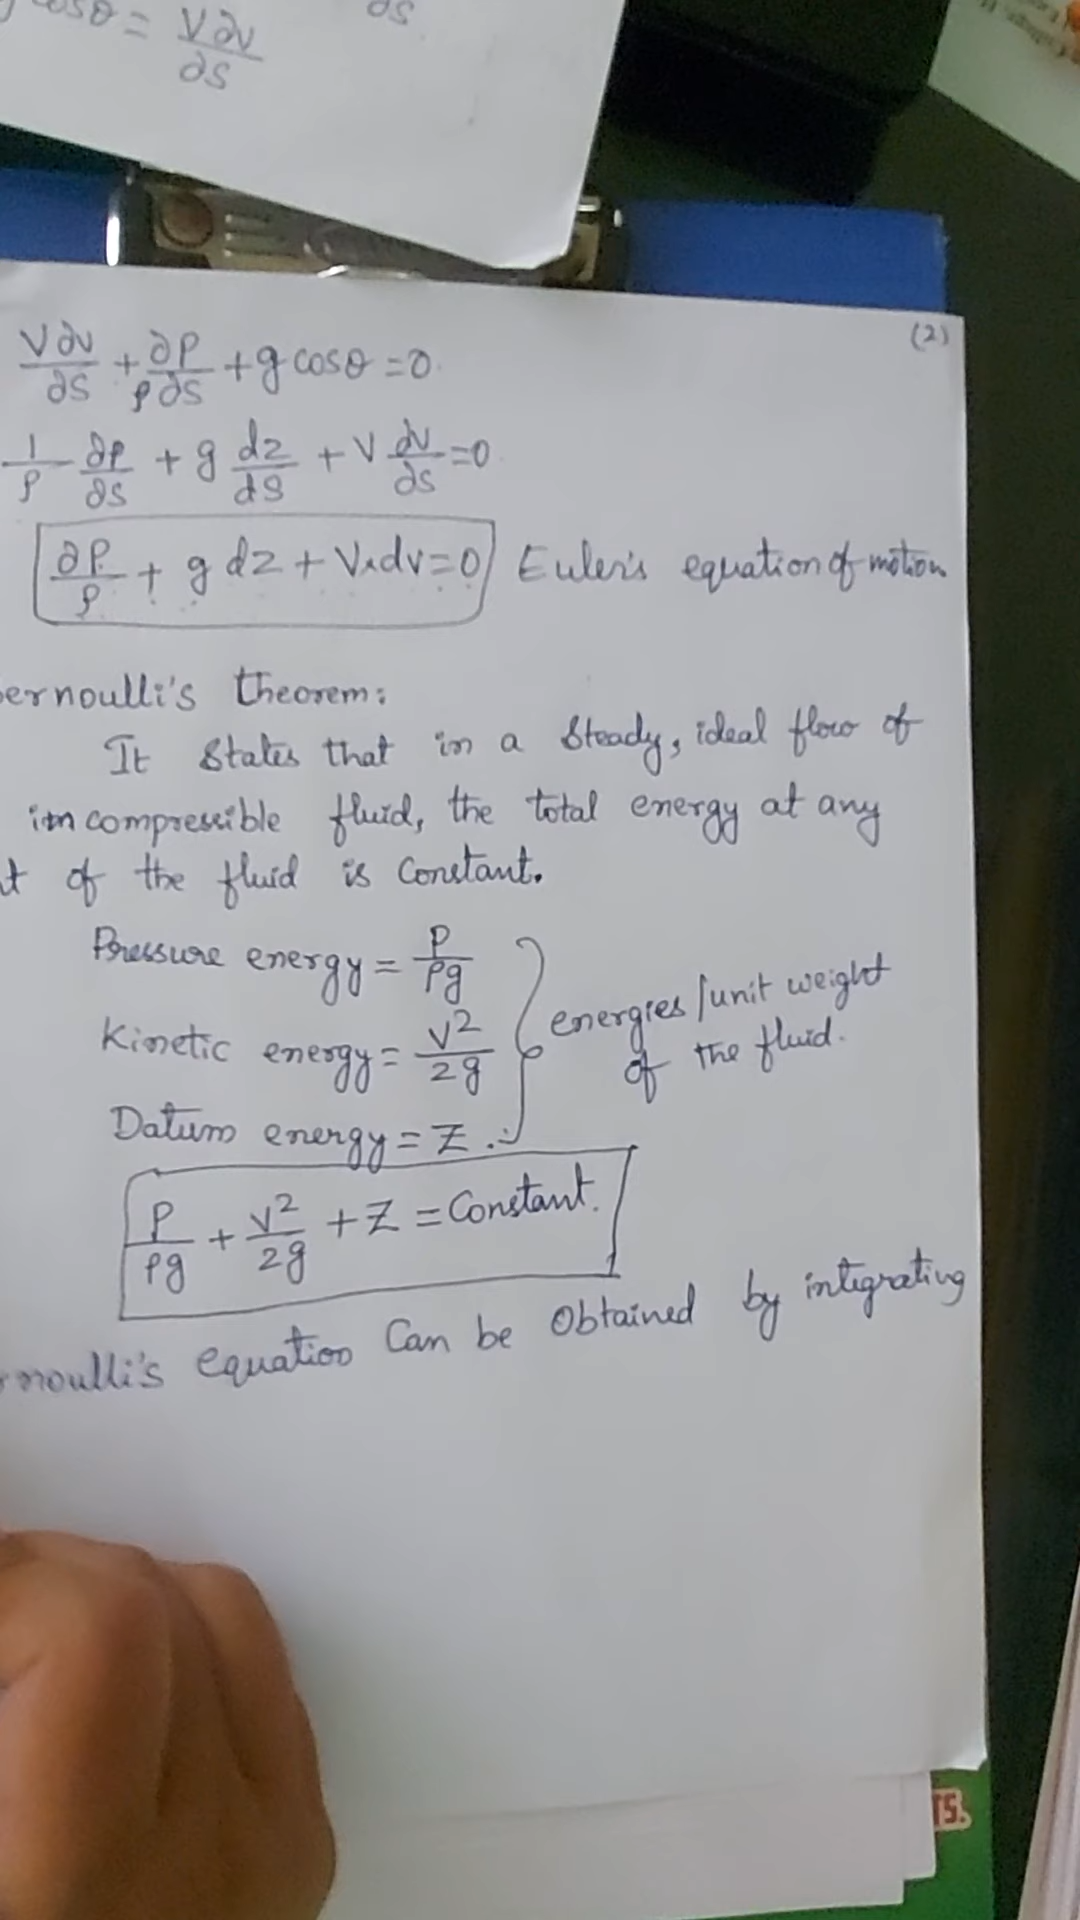 cosθ = V∂v/∂s
∂s
(2)
V∂v/∂s + ∂P/ρ∂s + g cosθ = 0.
1/ρ ∂P/∂s + g dz/ds + V ∂v/∂s = 0.
∂P/ρ + g dz + V×dv = 0 Euler's equation of motion
ernoulli's theorem:
It states that in a steady, ideal flow of
incompressible fluid, the total energy at any
t of the fluid is Constant.
Pressure energy = P/ρg
Kinetic energy = V²/2g
energies/unit weight
of the fluid.
Datum energy = Z.
P/ρg + V²/2g + Z = Constant.
rnoulli's equation Can be Obtained by integrating
TS.